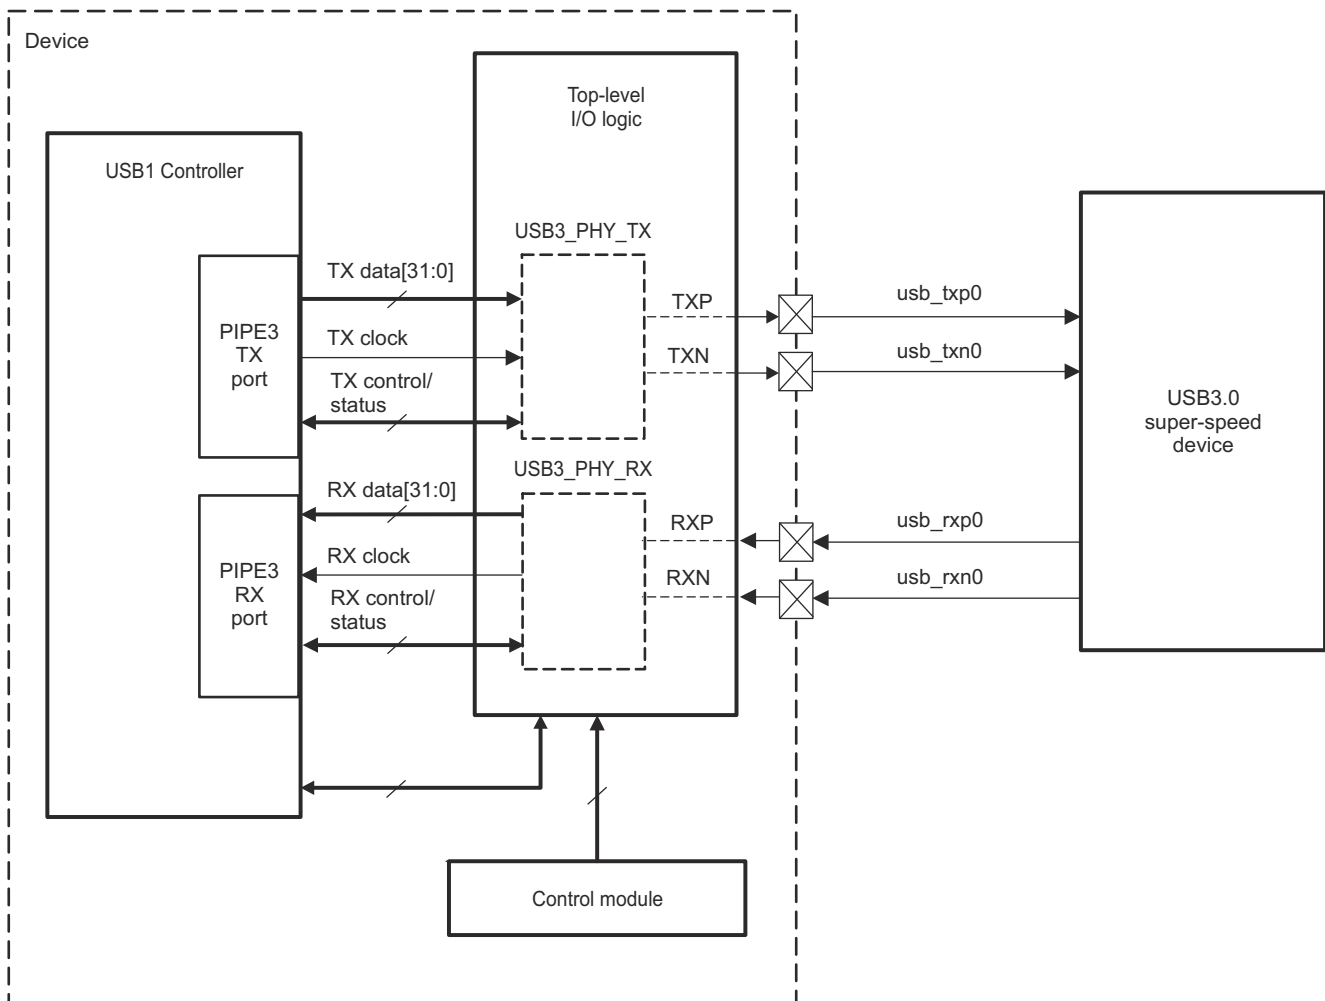 Device
Top-level
I/O logic
USB1 Controller
USB3_PHY_TX
TX data[31:0]
TXP
usb_txp0
PIPE3
TX
port
TX clock
TXN
usb_txn0
TX control/
status
USB3.0
super-speed
device
USB3_PHY_RX
RX data[31:0]
RXP
usb_rxp0
PIPE3
RX
port
RX clock
RXN
usb_rxn0
RX control/
status
Control module